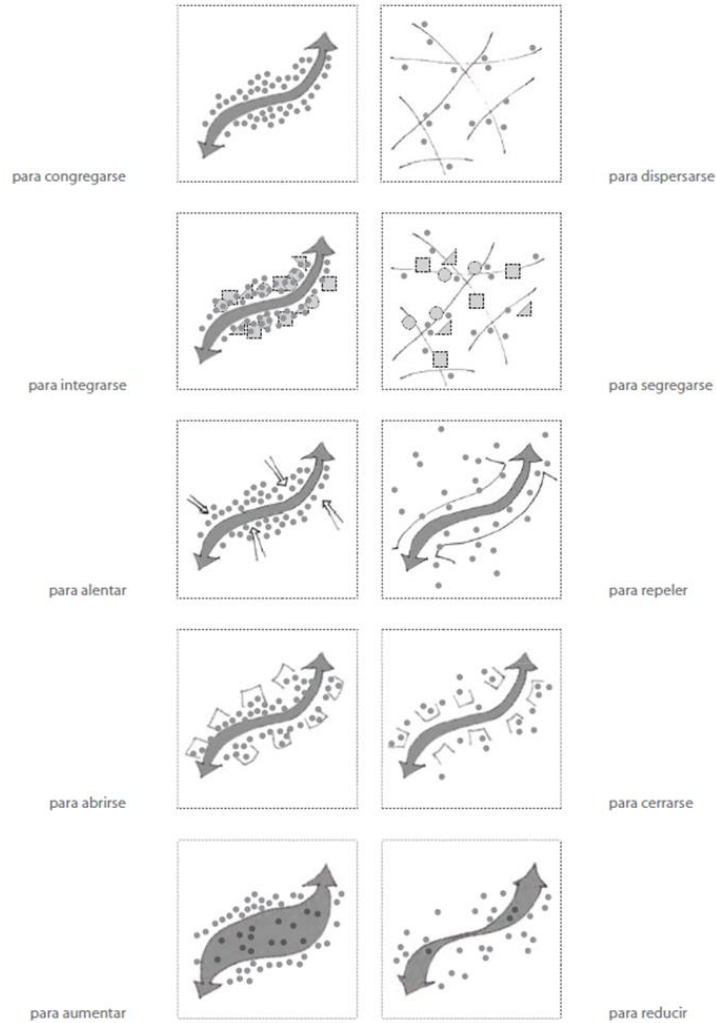 para congregarse
para dispersarse
para integrarse
para segregarse
para alentar
para repeler
para abrirse
para cerrarse
para aumentar
para reducir